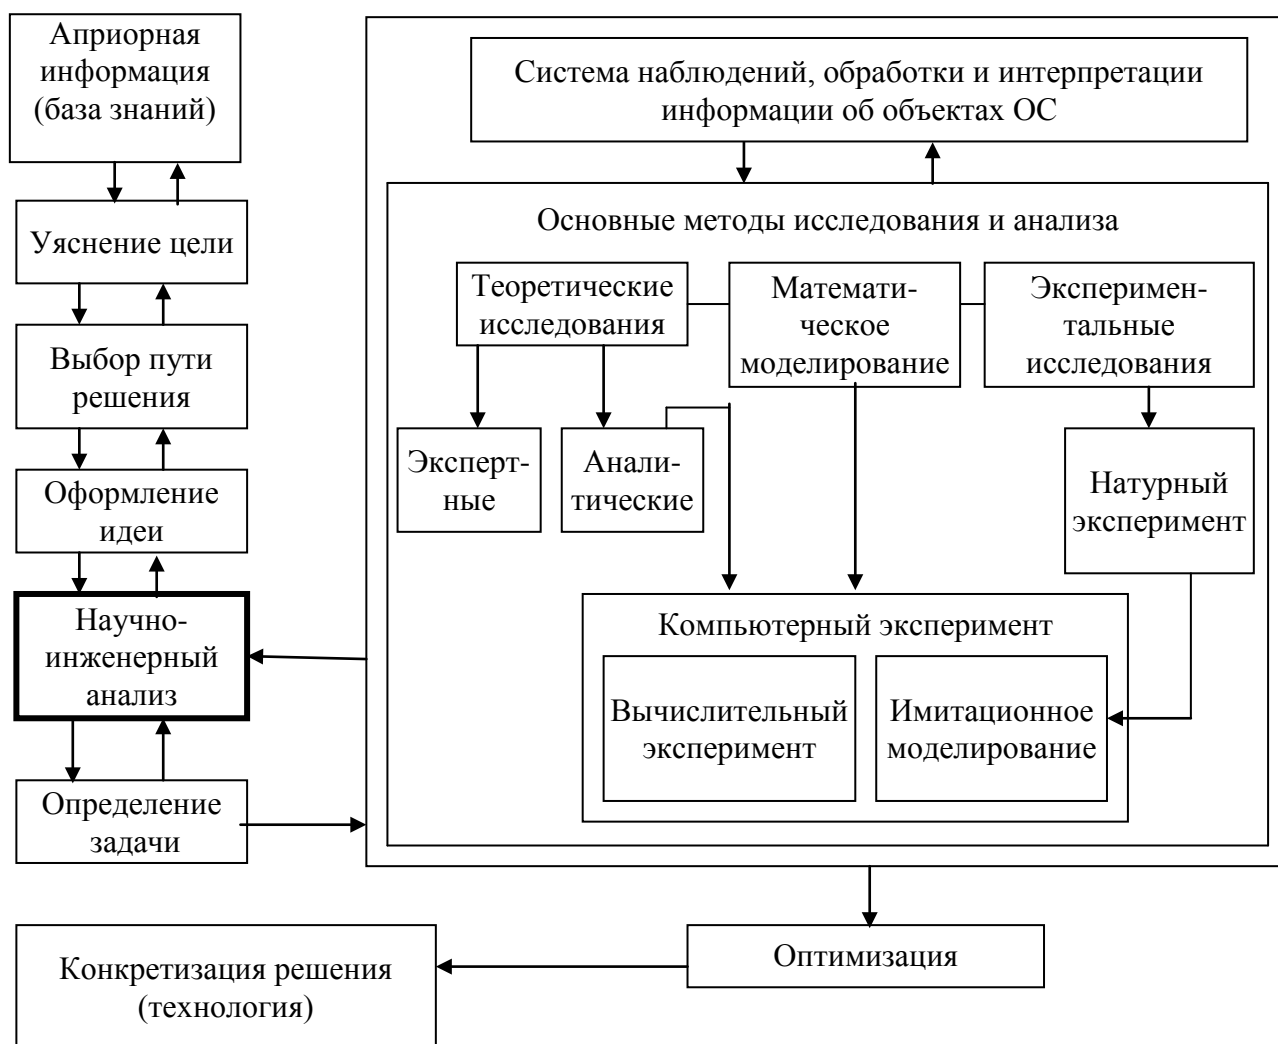 Априорная
информация
(база знаний)
Уяснение цели
Выбор пути
решения
Оформление
идеи
Научно-
инженерный
анализ
Определение
задачи
Система наблюдений, обработки и интерпретации
информации об объектах ОС
Основные методы исследования и анализа
Теоретические
исследования
Математи-
ческое
моделирование
Эксперимен-
тальные
исследования
Эксперт-
ные
Анали-
тические
Натурный
эксперимент
Компьютерный эксперимент
Вычислительный
эксперимент
Имитационное
моделирование
Оптимизация
Конкретизация решения
(технология)